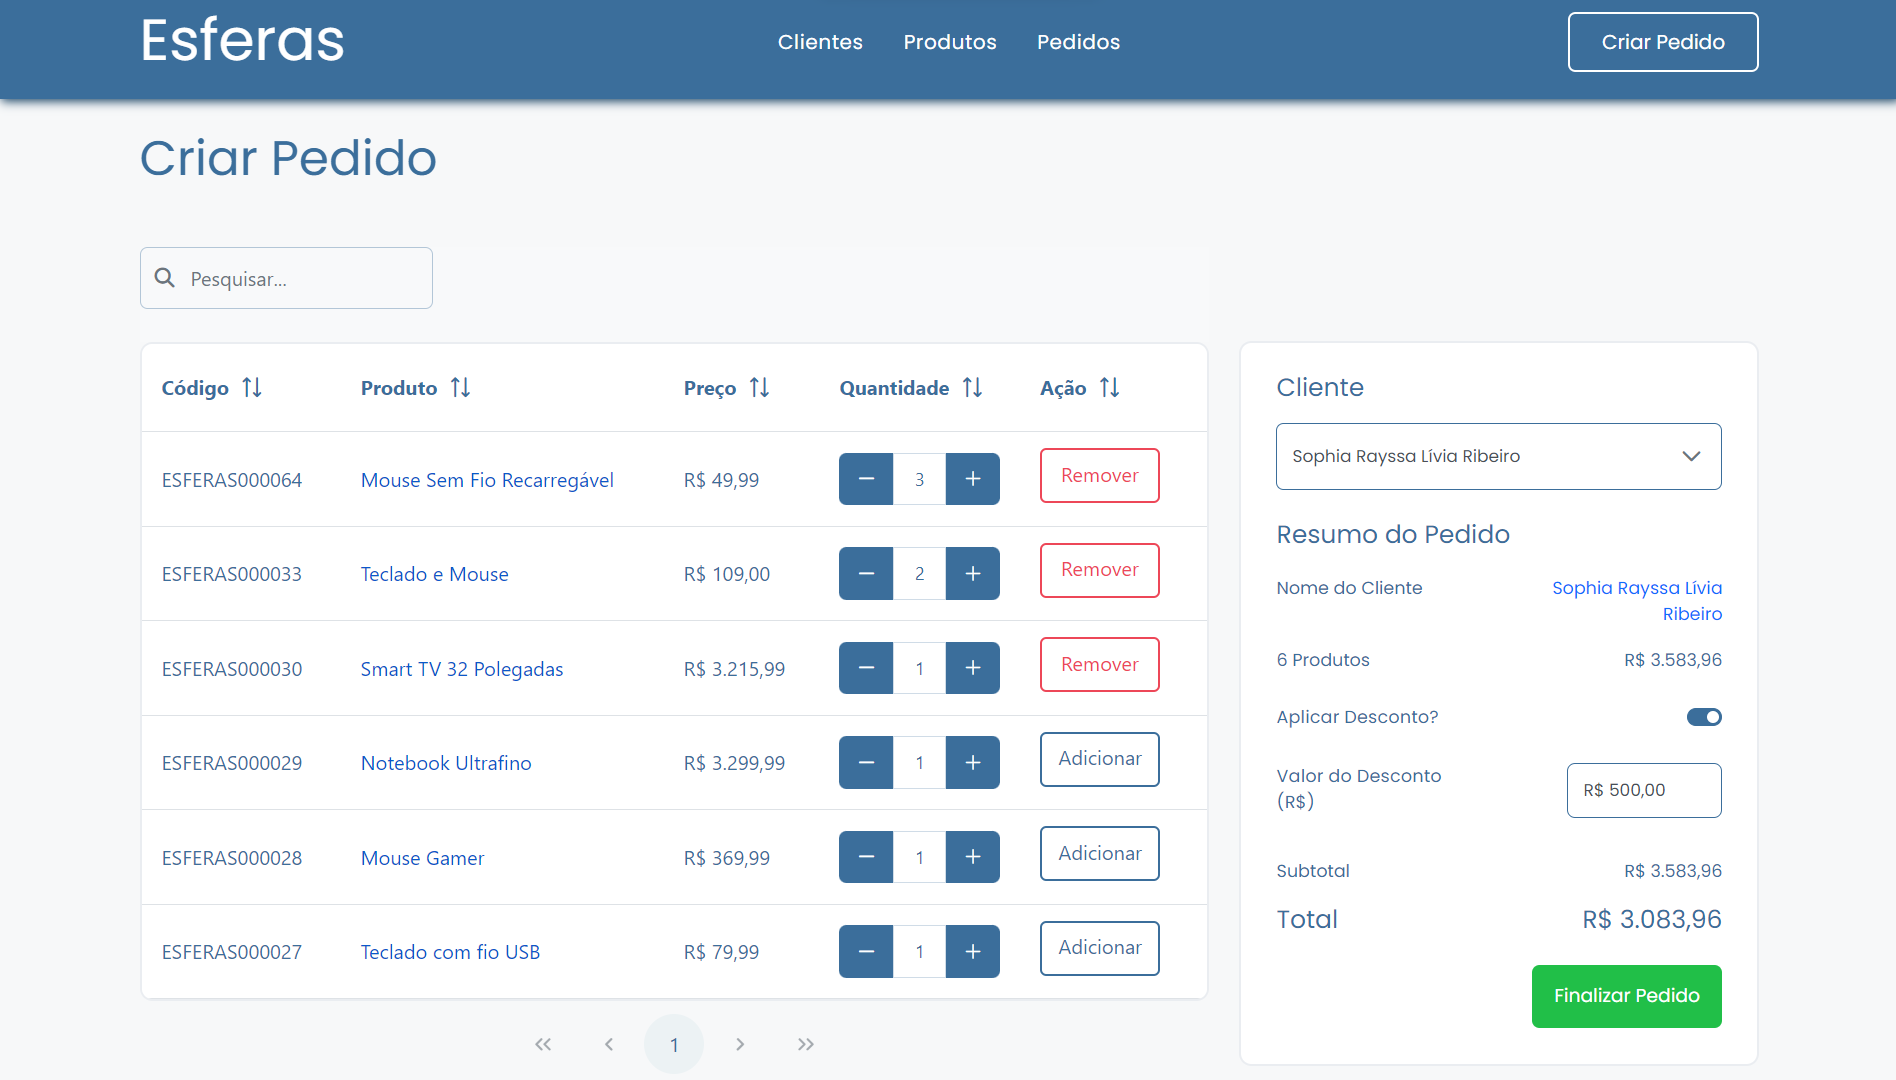 Esferas
Clientes Produtos Pedidos
Criar Pedido
Criar Pedido
Pesquisar...
Código Produto Preço Quantidade Ação
ESFERAS000064 Mouse Sem Fio Recarregável R$ 49,99 3 Remover
ESFERAS000033 Teclado e Mouse R$ 109,00 2 Remover
ESFERAS000030 Smart TV 32 Polegadas R$ 3.215,99 1 Remover
ESFERAS000029 Notebook Ultrafino R$ 3.299,99 1 Adicionar
ESFERAS000028 Mouse Gamer R$ 369,99 1 Adicionar
ESFERAS000027 Teclado com fio USB R$ 79,99 1 Adicionar
1
Cliente
Sophia Rayssa Lívia Ribeiro
Resumo do Pedido
Nome do Cliente Sophia Rayssa Lívia
Ribeiro
6 Produtos R$ 3.583,96
Aplicar Desconto?
Valor do Desconto
(R$) R$ 500,00
Subtotal R$ 3.583,96
Total R$ 3.083,96
Finalizar Pedido